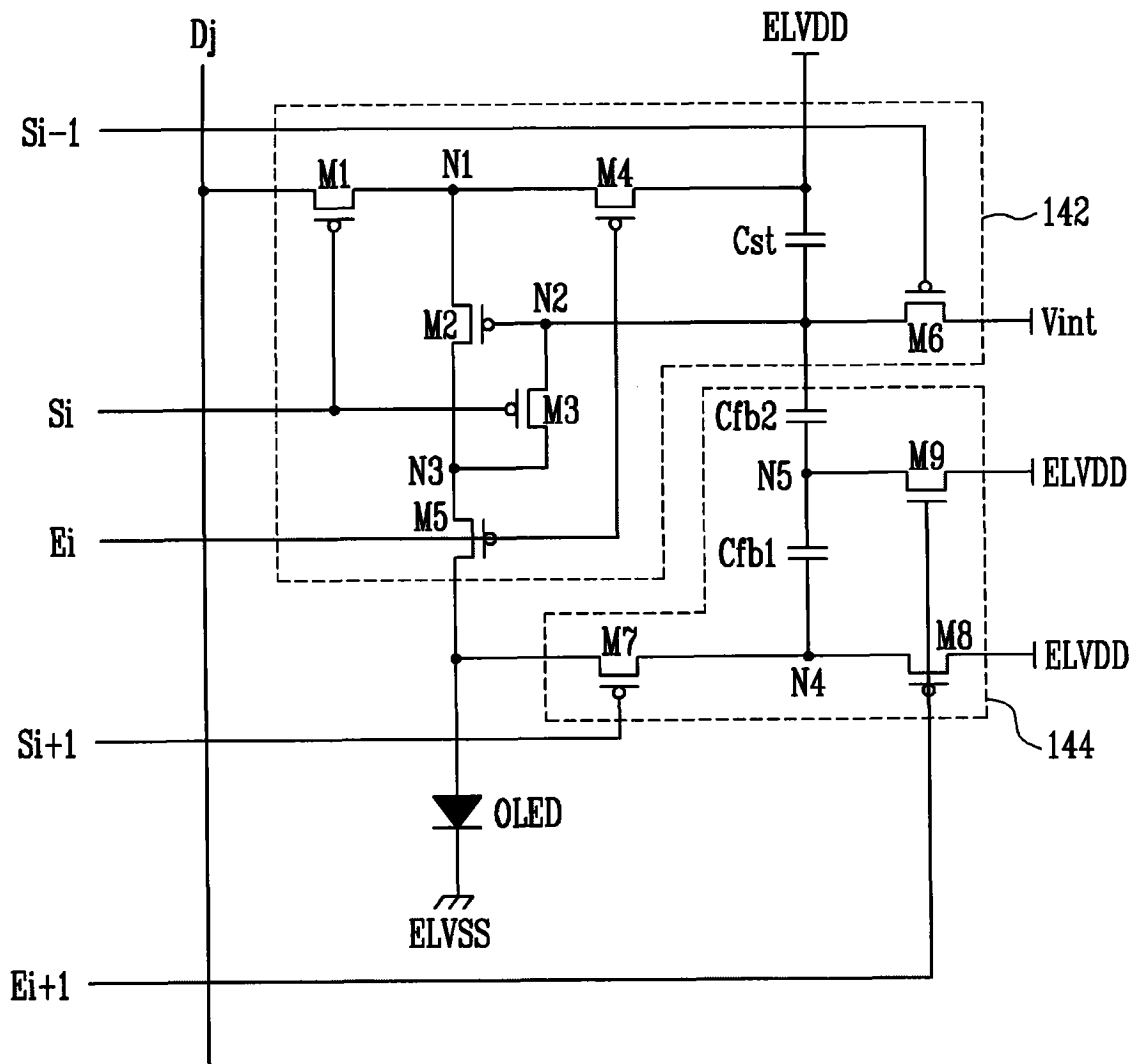 Dj
ELVDD
Si-1
M1
N1
M4
142
Cst
M2
N2
M6
Vint
Si
M3
Cfb2
N3
N5
M9
ELVDD
Ei
M5
Cfb1
M7
N4
M8
ELVDD
Si+1
144
OLED
ELVSS
Ei+1